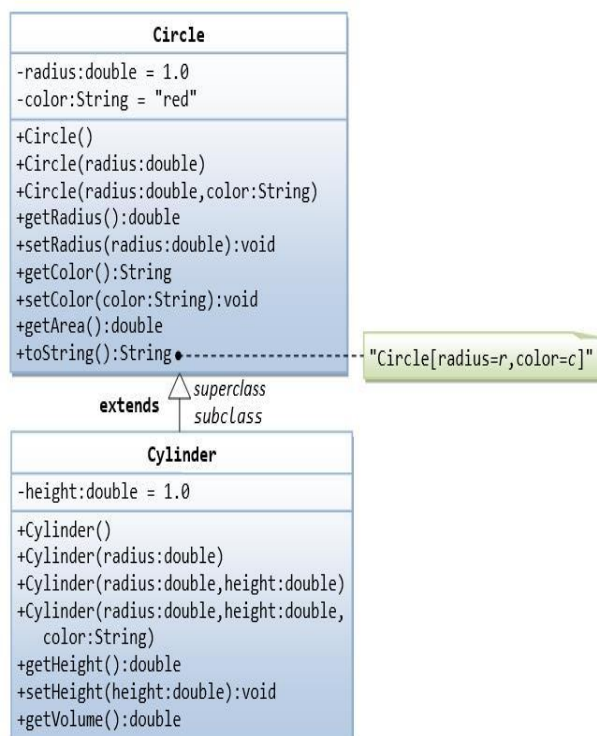 Circle
-radius:double = 1.0
-color:String = "red"
+Circle()
+Circle(radius:double)
+Circle(radius:double,color:String)
+getRadius():double
+setRadius(radius:double):void
+getColor():String
+setColor(color:String):void
+getArea():double
+toString():String
"Circle[radius=r,color=c]"
superclass
extends
subclass
Cylinder
-height:double = 1.0
+Cylinder()
+Cylinder(radius:double)
+Cylinder(radius:double,height:double)
+Cylinder(radius:double,height:double,
color:String)
+getHeight():double
+setHeight(height:double):void
+getVolume():double